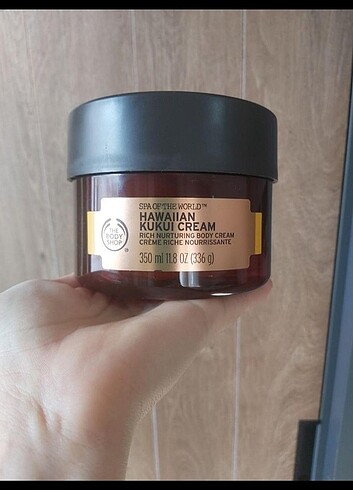 SPA OF THE WORLD™
HAWAIIAN
KUKUI CREAM
RICH NURTURING BODY CREAM
CRÈME RICHE NOURRISSANTE
350 ml 11.8 OZ (336 g)
THE
BODY
SHOP
®